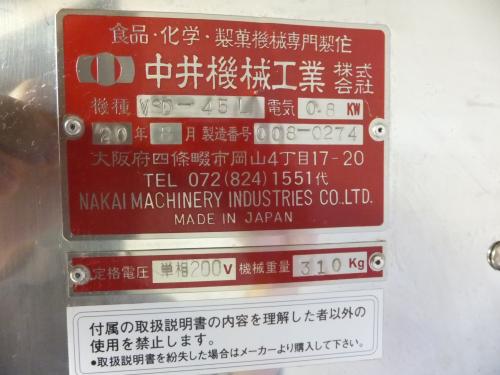 食品・化学・製菓機械専門製作
中井機械工業 株式会社
機種 VSD-45L 電気 0.8 KW
20年 月 製造番号 008-0274
大阪府四條畷市岡山4丁目17-20
TEL 072(824)1551代
NAKAI MACHINERY INDUSTRIES CO.LTD.
MADE IN JAPAN
定格電圧 単相200V 機械重量 310 Kg
付属の取扱説明書の内容を理解した者以外の
使用を禁止します。
●取扱説明書を紛失した場合はメーカーより購入して下さい。